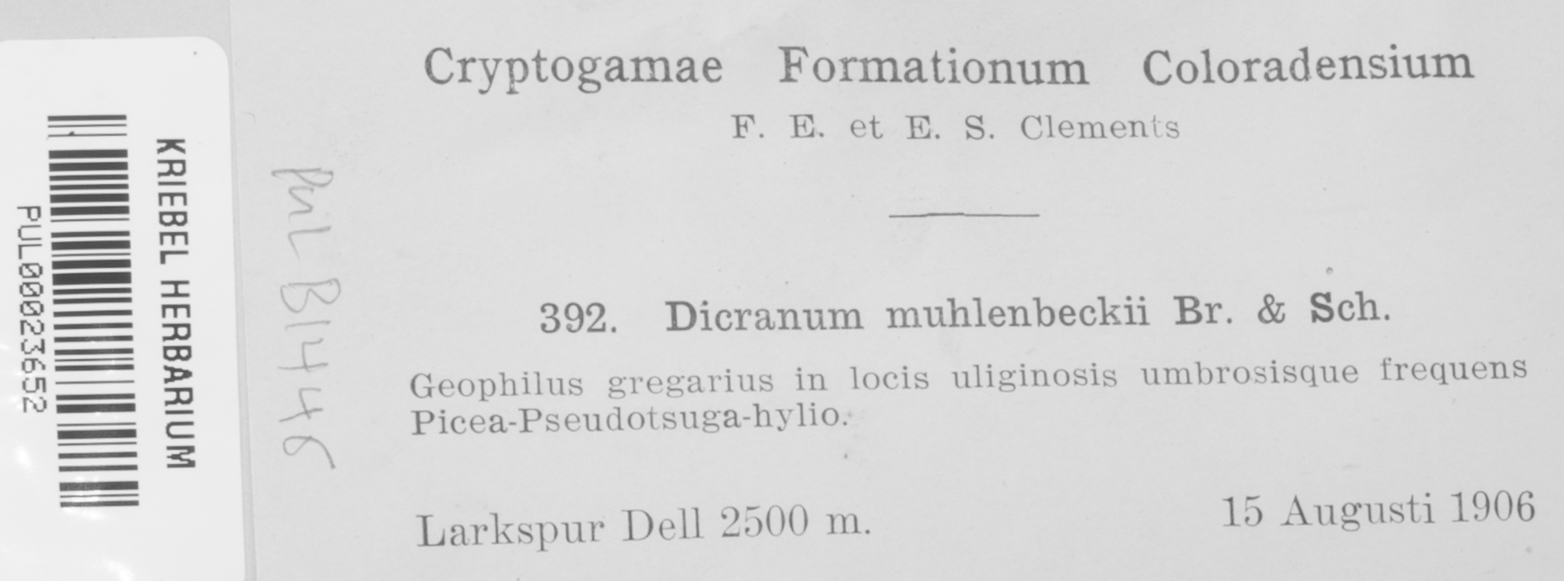 Cryptogamae Formationum Coloradensium
F. E. et E. S. Clements
392. Dicranum muhlenbeckii Br. & Sch.
Geophilus gregarius in locis uliginosis umbrosisque frequens
Picea-Pseudotsuga-hylio.
Larkspur Dell 2500 m.
15 Augusti 1906
KRIEBEL HERBARIUM
PUL00023652
PUL B1446